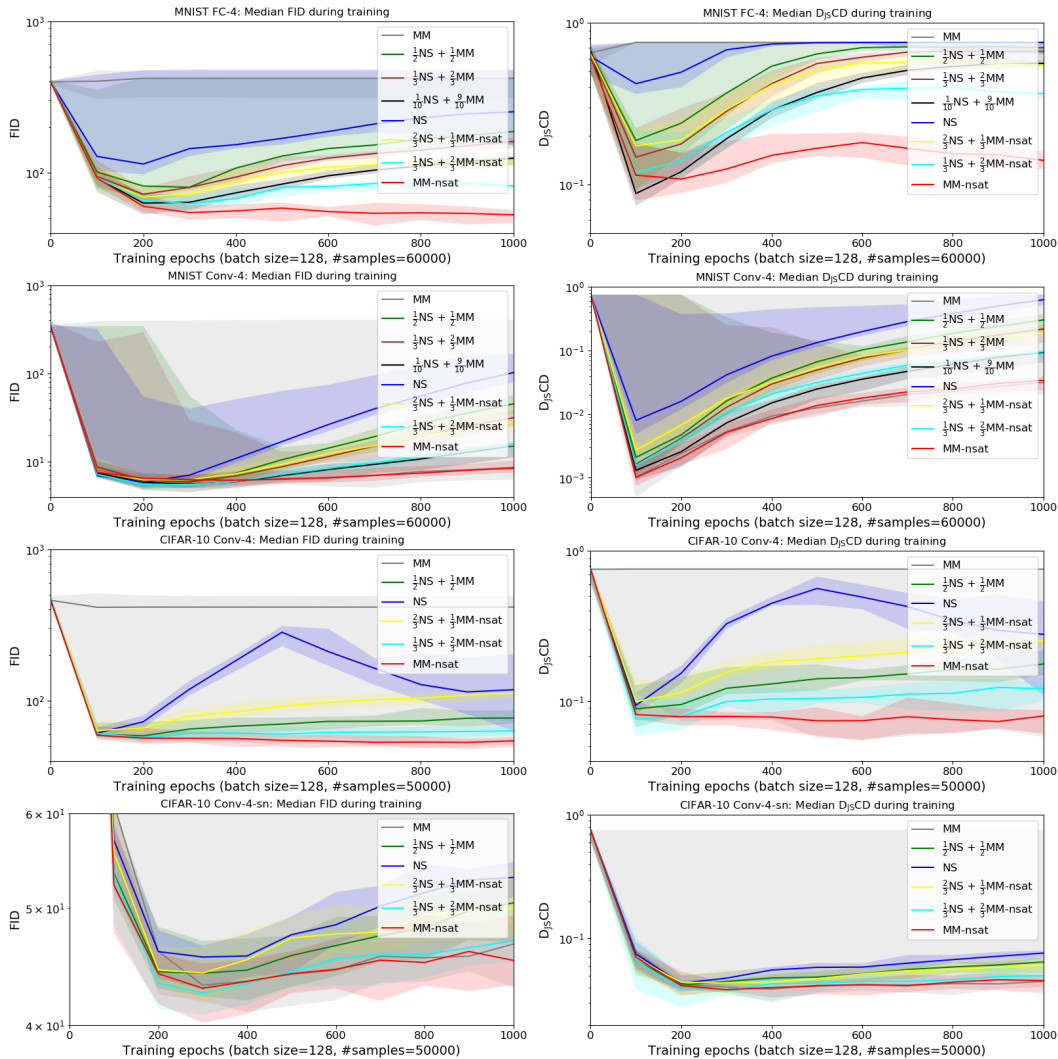 MNIST FC-4: Median FID during training
10³
10²
FID
0 200 400 600 800 1000
Training epochs (batch size=128, #samples=60000)
MM
½NS + ½MM
⅓NS + ⅔MM
⅒NS + 9/10MM
NS
⅔NS + ⅓MM-nsat
⅓NS + ⅔MM-nsat
MM-nsat
MNIST FC-4: Median DJSCD during training
10⁰
10⁻¹
DJSCD
0 200 400 600 800 1000
Training epochs (batch size=128, #samples=60000)
MM
½NS + ½MM
⅓NS + ⅔MM
⅒NS + 9/10MM
NS
⅔NS + ⅓MM-nsat
⅓NS + ⅔MM-nsat
MM-nsat
MNIST Conv-4: Median FID during training
10³
10²
10¹
FID
0 200 400 600 800 1000
Training epochs (batch size=128, #samples=60000)
MM
½NS + ½MM
⅓NS + ⅔MM
⅒NS + 9/10MM
NS
⅔NS + ⅓MM-nsat
⅓NS + ⅔MM-nsat
MM-nsat
MNIST Conv-4: Median DJSCD during training
10⁰
10⁻¹
10⁻²
10⁻³
DJSCD
0 200 400 600 800 1000
Training epochs (batch size=128, #samples=60000)
MM
½NS + ½MM
⅓NS + ⅔MM
⅒NS + 9/10MM
NS
⅔NS + ⅓MM-nsat
⅓NS + ⅔MM-nsat
MM-nsat
CIFAR-10 Conv-4: Median FID during training
10³
10²
FID
0 200 400 600 800 1000
Training epochs (batch size=128, #samples=50000)
MM
½NS + ½MM
NS
⅔NS + ⅓MM-nsat
⅓NS + ⅔MM-nsat
MM-nsat
CIFAR-10 Conv-4: Median DJSCD during training
10⁰
10⁻¹
DJSCD
0 200 400 600 800 1000
Training epochs (batch size=128, #samples=50000)
MM
½NS + ½MM
NS
⅔NS + ⅓MM-nsat
⅓NS + ⅔MM-nsat
MM-nsat
CIFAR-10 Conv-4-sn: Median FID during training
6 × 10¹
5 × 10¹
4 × 10¹
FID
0 200 400 600 800 1000
Training epochs (batch size=128, #samples=50000)
MM
½NS + ½MM
NS
⅔NS + ⅓MM-nsat
⅓NS + ⅔MM-nsat
MM-nsat
CIFAR-10 Conv-4-sn: Median DJSCD during training
10⁰
10⁻¹
DJSCD
0 200 400 600 800 1000
Training epochs (batch size=128, #samples=50000)
MM
½NS + ½MM
NS
⅔NS + ⅓MM-nsat
⅓NS + ⅔MM-nsat
MM-nsat